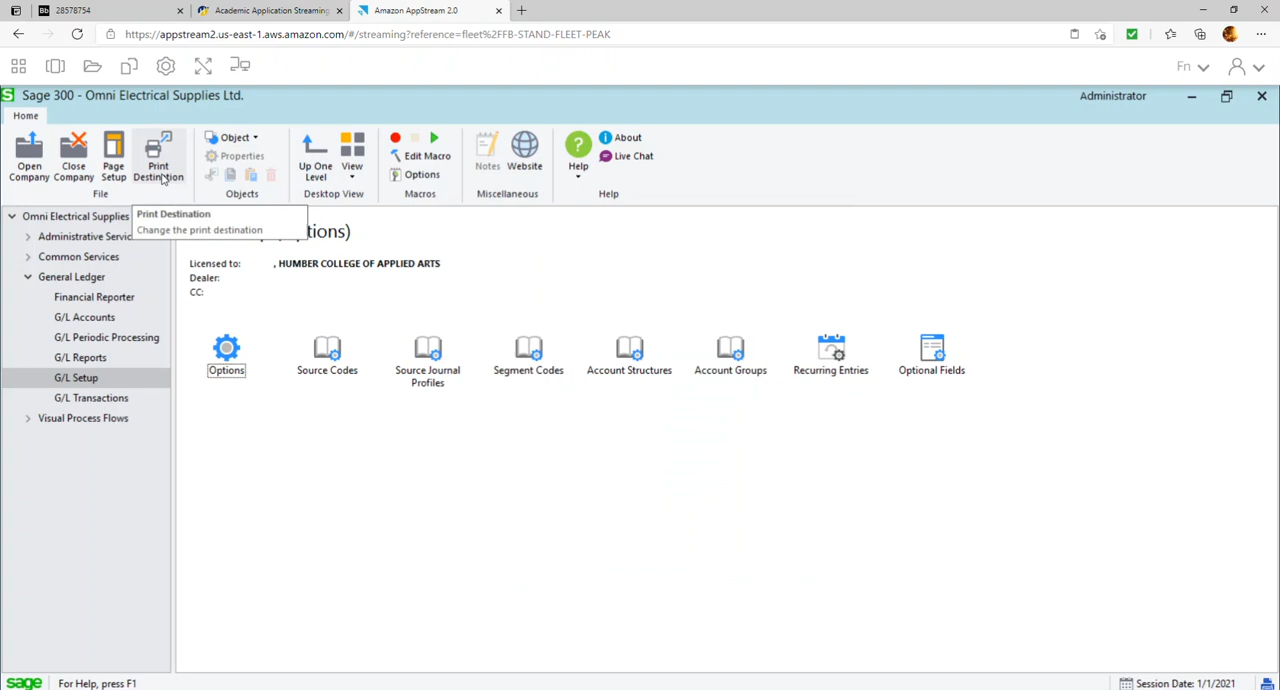 Bb 28578754
Academic Application Streaming
Amazon AppStream 2.0
https://appstream2.us-east-1.aws.amazon.com/#/streaming?reference=fleet%2FFB-STAND-FLEET-PEAK
Fn
S Sage 300 - Omni Electrical Supplies Ltd.
Administrator
Home
Open Company
Close Company
Page Setup
Print Destination
File
Object
Properties
Objects
Up One Level
View
Desktop View
Edit Macro
Options
Macros
Notes
Website
Miscellaneous
Help
About
Live Chat
Help
Print Destination
Change the print destination
Omni Electrical Supplies
Administrative Servic
Common Services
General Ledger
Financial Reporter
G/L Accounts
G/L Periodic Processing
G/L Reports
G/L Setup
G/L Transactions
Visual Process Flows
tions)
Licensed to: , HUMBER COLLEGE OF APPLIED ARTS
Dealer:
CC:
Options
Source Codes
Source Journal Profiles
Segment Codes
Account Structures
Account Groups
Recurring Entries
Optional Fields
sage
For Help, press F1
Session Date: 1/1/2021